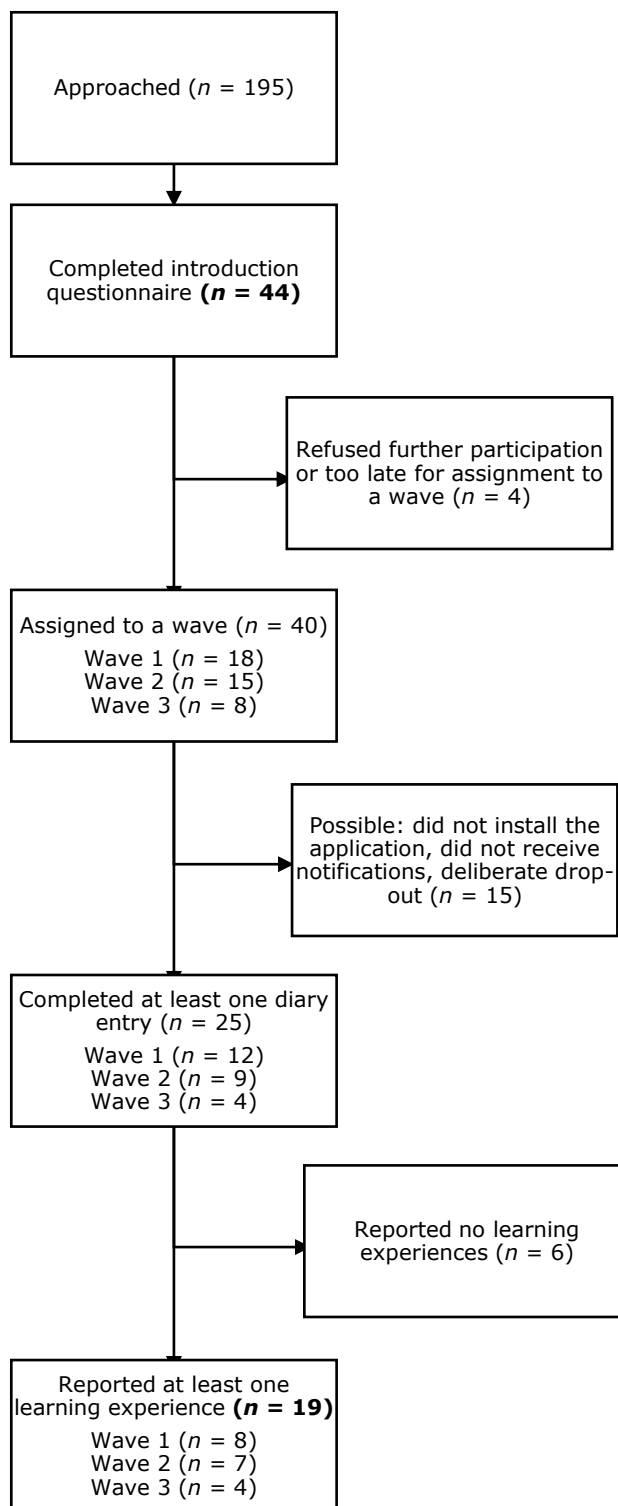 Approached (n = 195)
Completed introduction
questionnaire (n = 44)
Refused further participation
or too late for assignment to
a wave (n = 4)
Assigned to a wave (n = 40)
Wave 1 (n = 18)
Wave 2 (n = 15)
Wave 3 (n = 8)
Possible: did not install the
application, did not receive
notifications, deliberate drop-
out (n = 15)
Completed at least one diary
entry (n = 25)
Wave 1 (n = 12)
Wave 2 (n = 9)
Wave 3 (n = 4)
Reported no learning
experiences (n = 6)
Reported at least one
learning experience (n = 19)
Wave 1 (n = 8)
Wave 2 (n = 7)
Wave 3 (n = 4)